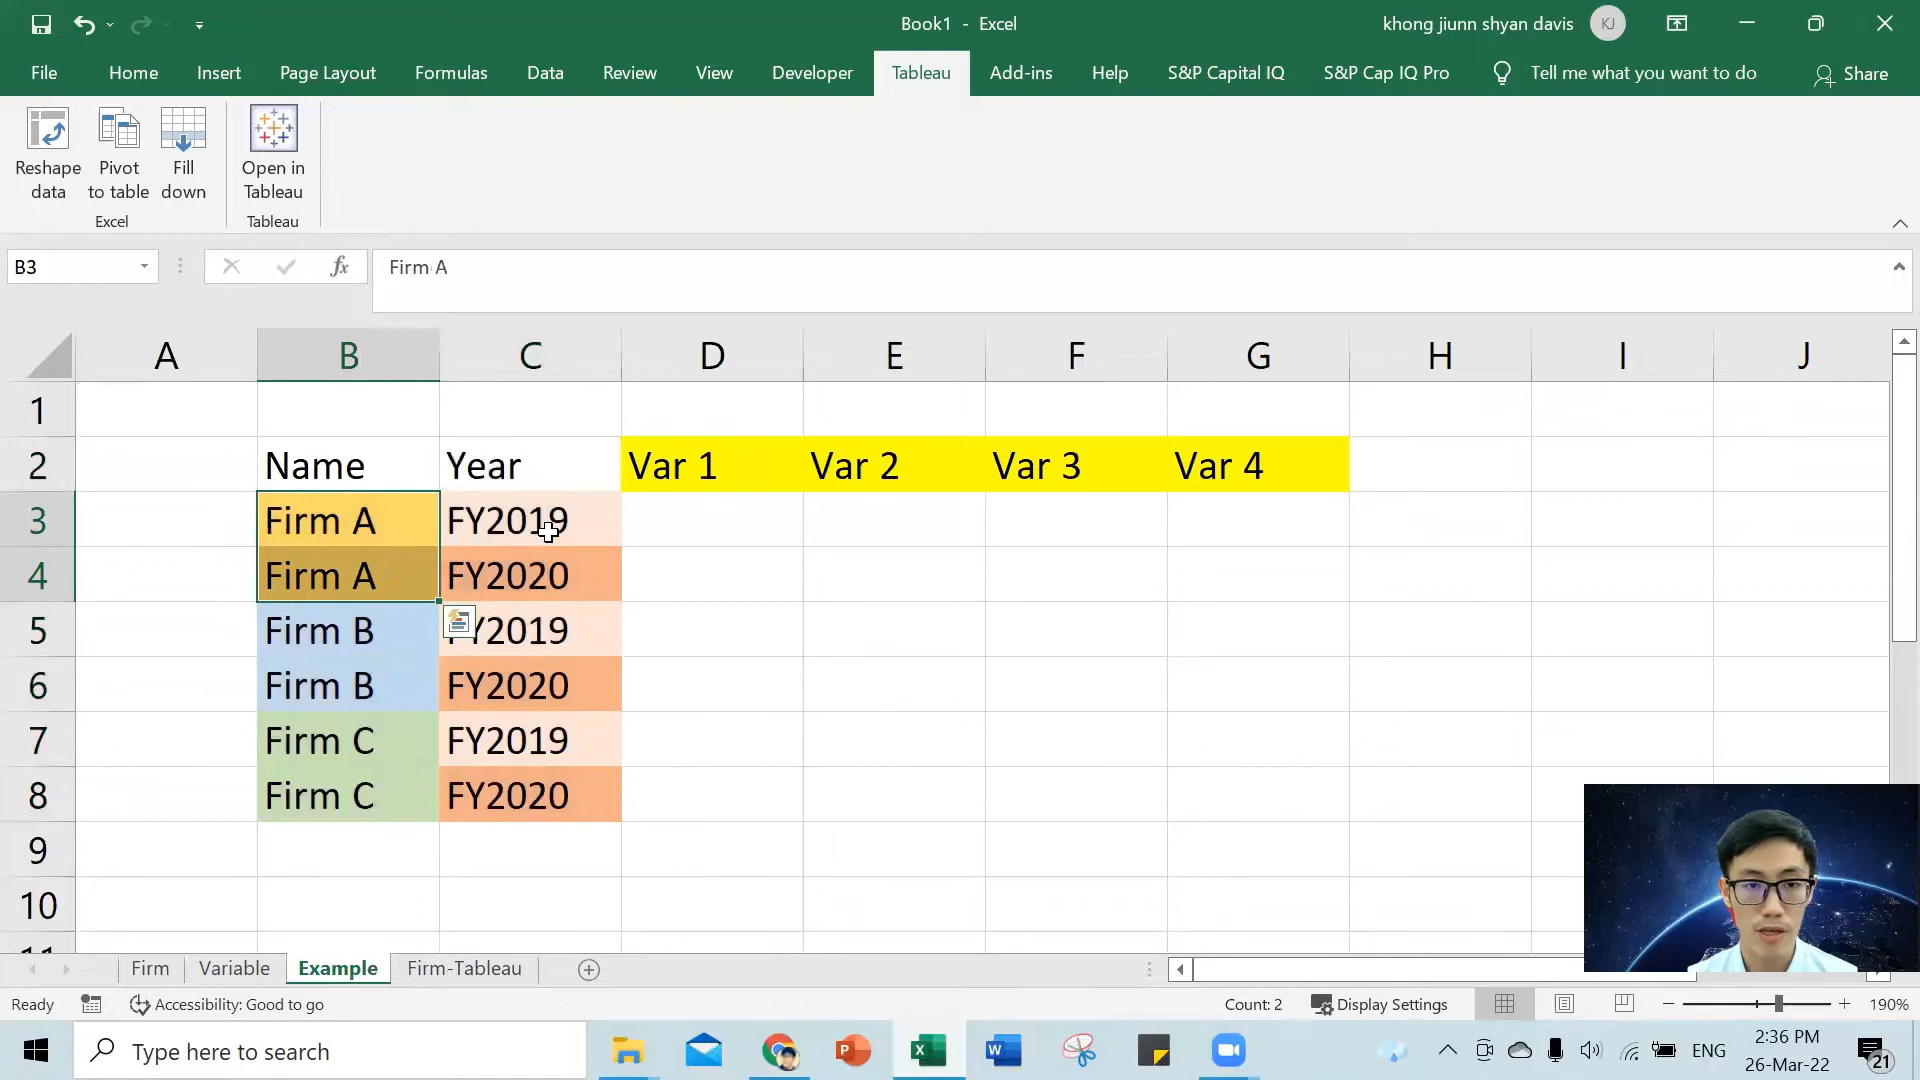 Book1 - Excel
khong jiunn shyan davis
KJ
File Home Insert Page Layout Formulas Data Review View Developer Tableau Add-ins Help S&P Capital IQ S&P Cap IQ Pro Tell me what you want to do Share
Reshape data
Pivot to table
Fill down
Open in Tableau
Excel
Tableau
B3
fx
Firm A
A B C D E F G H I J
1
2 Name Year Var 1 Var 2 Var 3 Var 4
3 Firm A FY2019
4 Firm A FY2020
5 Firm B FY2019
6 Firm B FY2020
7 Firm C FY2019
8 Firm C FY2020
9
10
11
Firm Variable Example Firm-Tableau
Ready Accessibility: Good to go Count: 2 Display Settings 190%
Type here to search
ENG
2:36 PM
26-Mar-22
21